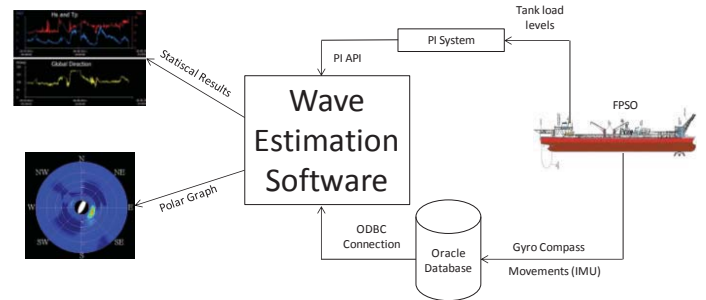 Hs and Tp
Global Direction
Statiscal Results
Polar Graph
N
NE
E
SE
S
SW
W
NW
Wave
Estimation
Software
PI API
PI System
Tank load
levels
FPSO
ODBC
Connection
Oracle
Database
Gyro Compass
Movements (IMU)